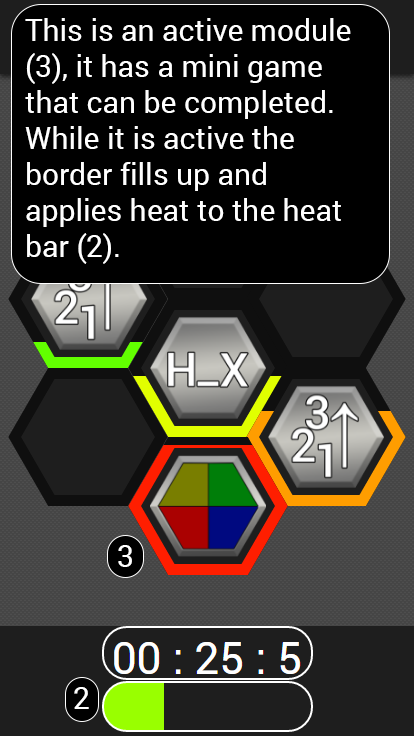 This is an active module
(3), it has a mini game
that can be completed.
While it is active the
border fills up and
applies heat to the heat
bar (2).
3
21
H_X
3
21
3
00 : 25 : 5
2